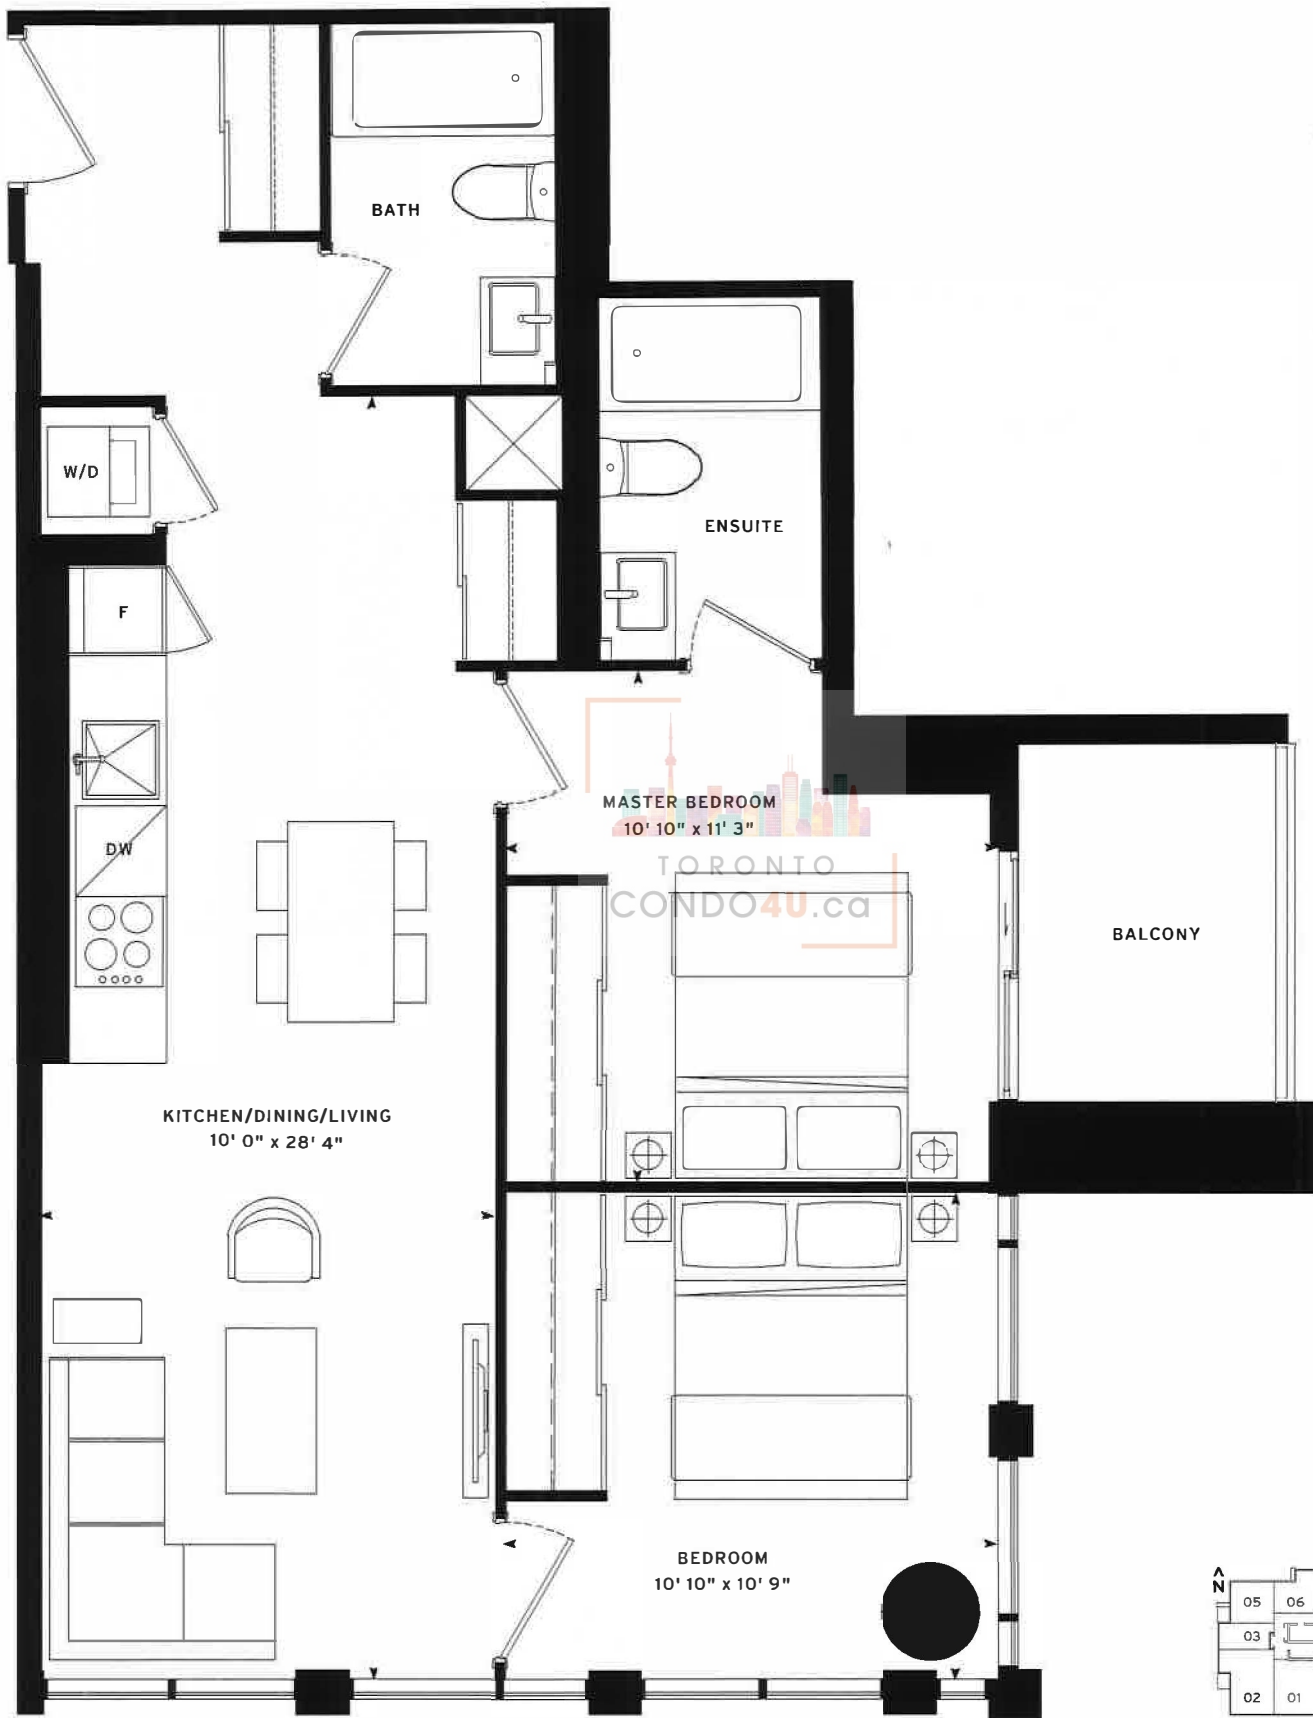 BATH
W/D
ENSUITE
F
MASTER BEDROOM
10' 10" x 11' 3"
DW
TORONTO
CONDO4U.ca
BALCONY
KITCHEN/DINING/LIVING
10' 0" x 28' 4"
BEDROOM
10' 10" x 10' 9"
N
05 06
03
02 01